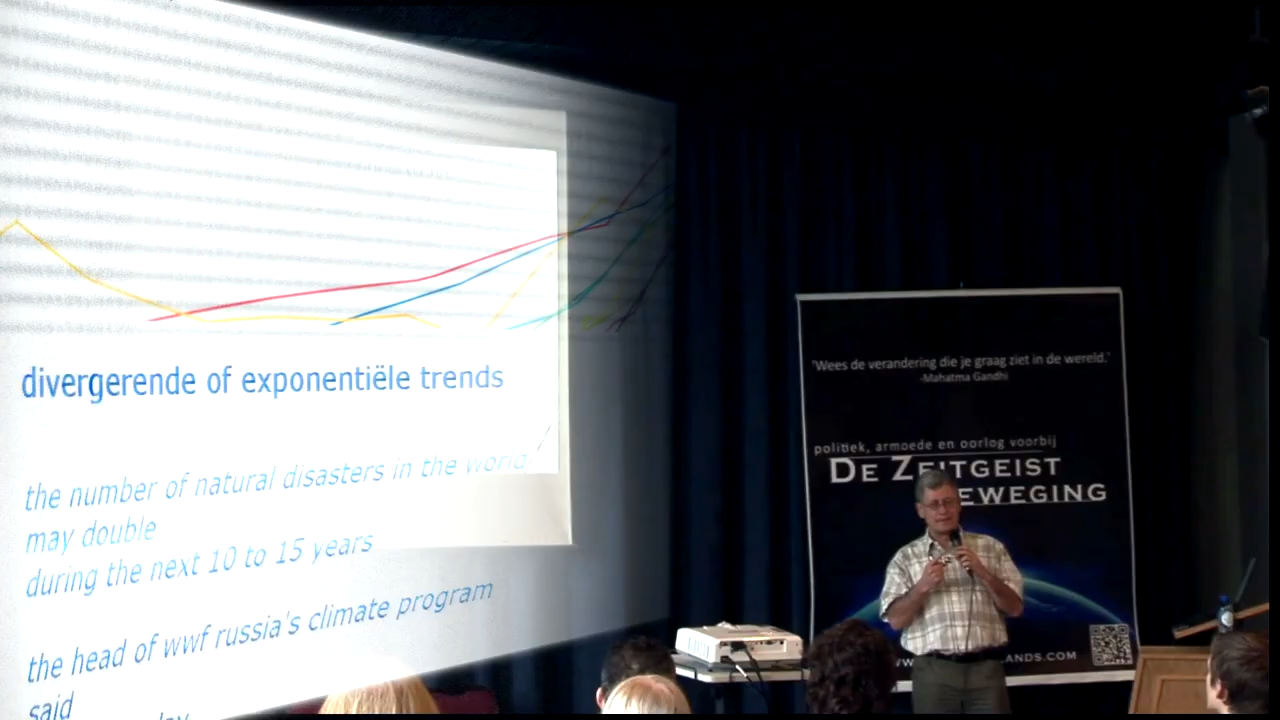 divergerende of exponentiële trends
the number of natural disasters in the world
may double
during the next 10 to 15 years
the head of wwf russia's climate program
said
'Wees de verandering die je graag ziet in de wereld.'
-Mahatma Gandhi
politiek, armoede en oorlog voorbij
DE ZEITGEIST
EWEGING
LANDS.COM